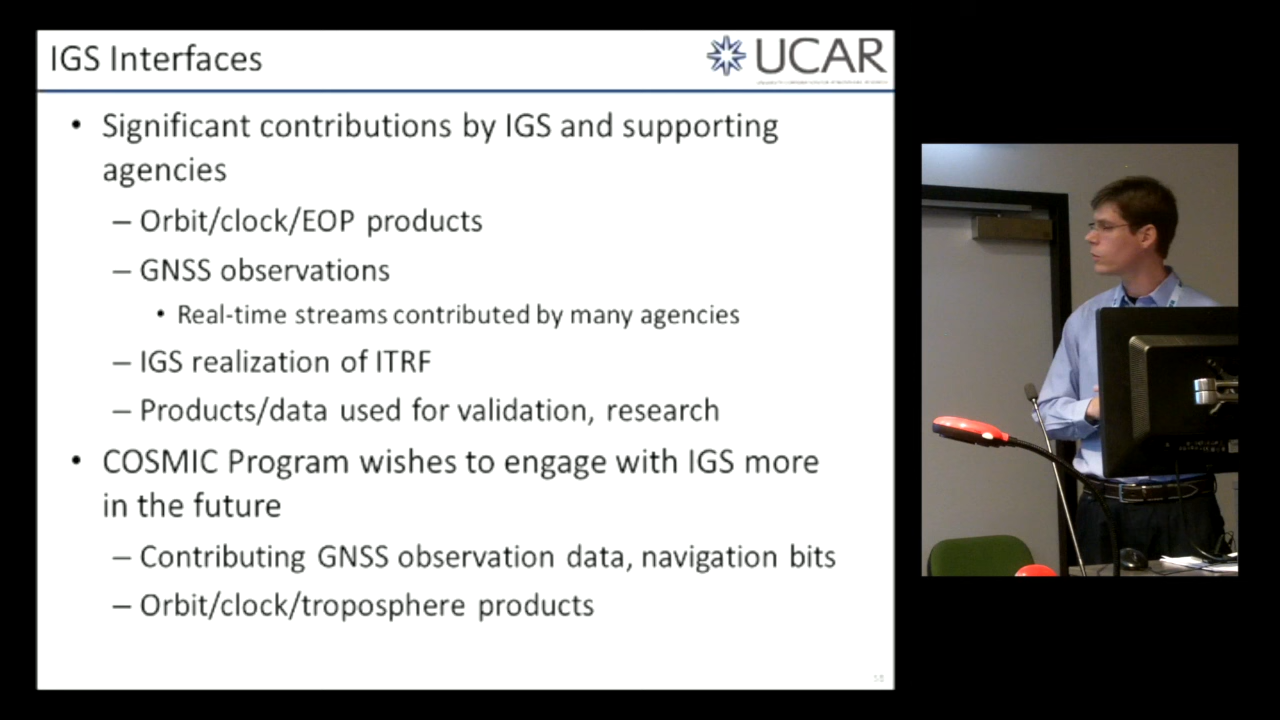 IGS Interfaces
UCAR
• Significant contributions by IGS and supporting
agencies
– Orbit/clock/EOP products
– GNSS observations
• Real-time streams contributed by many agencies
– IGS realization of ITRF
– Products/data used for validation, research
• COSMIC Program wishes to engage with IGS more
in the future
– Contributing GNSS observation data, navigation bits
– Orbit/clock/troposphere products